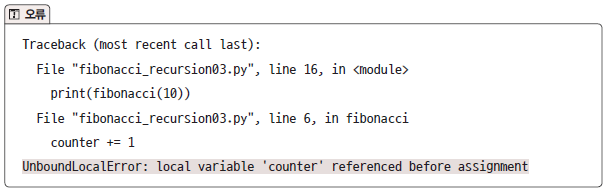 오류
Traceback (most recent call last):
  File "fibonacci_recursion03.py", line 16, in <module>
    print(fibonacci(10))
  File "fibonacci_recursion03.py", line 6, in fibonacci
    counter += 1
UnboundLocalError: local variable 'counter' referenced before assignment